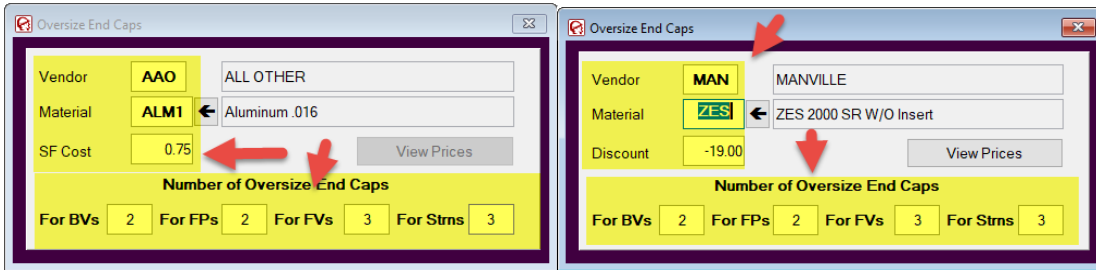 Oversize End Caps
Vendor AAO ALL OTHER
Material ALM1 Aluminum .016
SF Cost 0.75 View Prices
Number of Oversize End Caps
For BVs 2 For FPs 2 For FVs 3 For Strns 3
Oversize End Caps
Vendor MAN MANVILLE
Material ZES ZES 2000 SR W/O Insert
Discount -19.00 View Prices
Number of Oversize End Caps
For BVs 2 For FPs 2 For FVs 3 For Strns 3